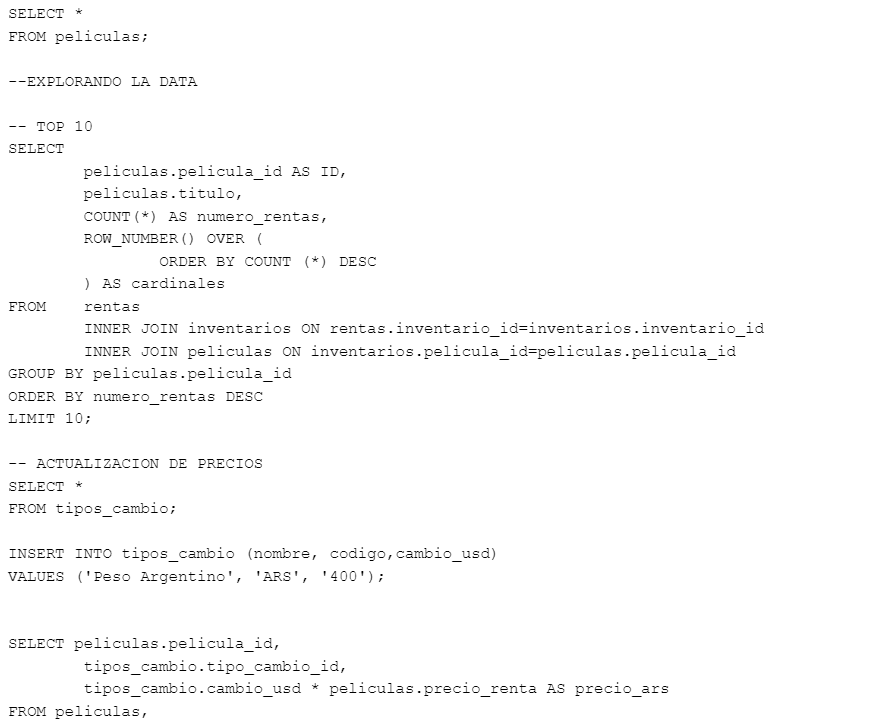 SELECT *
FROM peliculas;
--EXPLORANDO LA DATA
-- TOP 10
SELECT
peliculas.pelicula_id AS ID,
peliculas.titulo,
COUNT(*) AS numero_rentas,
ROW_NUMBER() OVER (
ORDER BY COUNT (*) DESC
) AS cardinales
FROM    rentas
INNER JOIN inventarios ON rentas.inventario_id=inventarios.inventario_id
INNER JOIN peliculas ON inventarios.pelicula_id=peliculas.pelicula_id
GROUP BY peliculas.pelicula_id
ORDER BY numero_rentas DESC
LIMIT 10;
-- ACTUALIZACION DE PRECIOS
SELECT *
FROM tipos_cambio;
INSERT INTO tipos_cambio (nombre, codigo,cambio_usd)
VALUES ('Peso Argentino', 'ARS', '400');
SELECT peliculas.pelicula_id,
tipos_cambio.tipo_cambio_id,
tipos_cambio.cambio_usd * peliculas.precio_renta AS precio_ars
FROM peliculas,